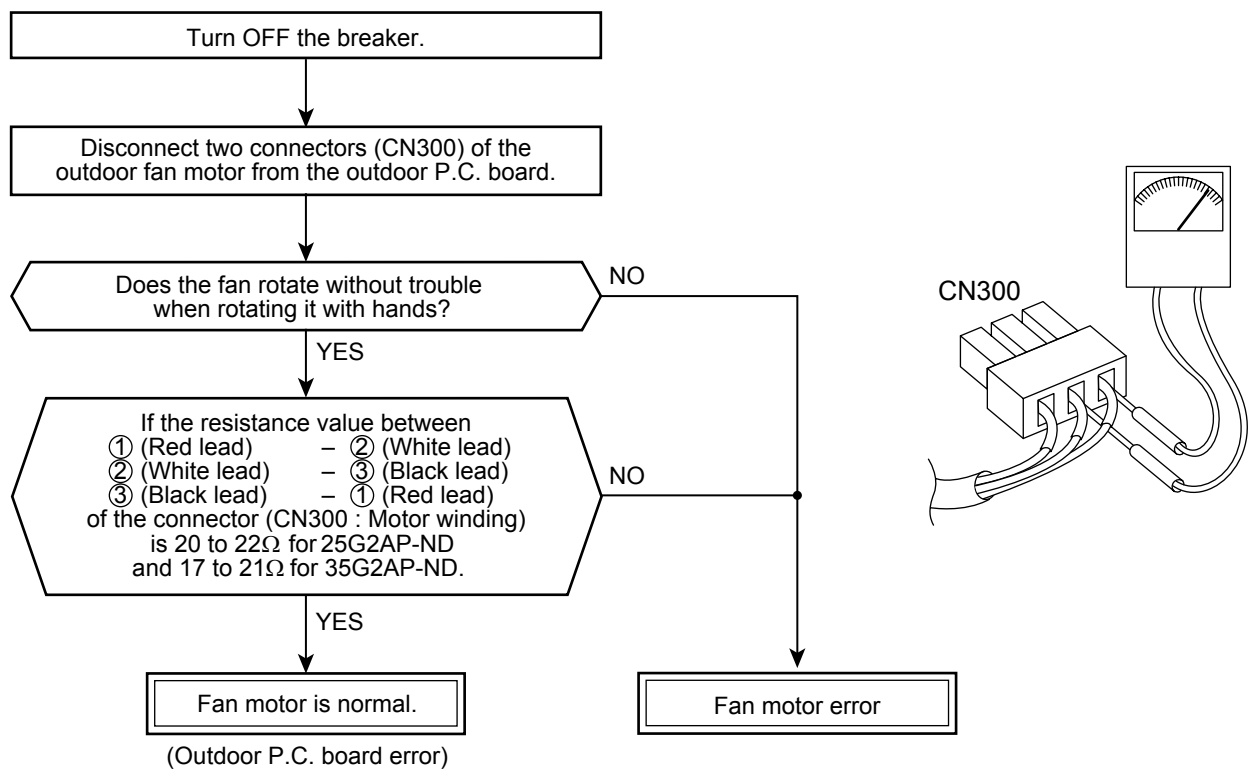 Turn OFF the breaker.
Disconnect two connectors (CN300) of the
outdoor fan motor from the outdoor P.C. board.
Does the fan rotate without trouble
when rotating it with hands?
NO
YES
If the resistance value between
① (Red lead) – ② (White lead)
② (White lead) – ③ (Black lead)
③ (Black lead) – ① (Red lead)
of the connector (CN300 : Motor winding)
is 20 to 22Ω for 25G2AP-ND
and 17 to 21Ω for 35G2AP-ND.
NO
YES
Fan motor is normal.
(Outdoor P.C. board error)
Fan motor error
CN300